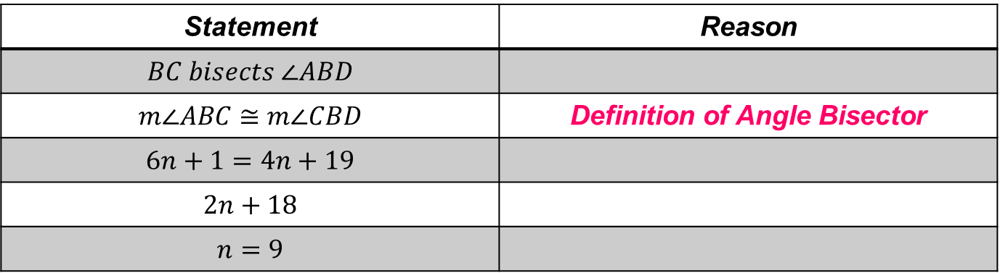 Statement Reason
BC bisects ∠ABD
m∠ABC ≅ m∠CBD Definition of Angle Bisector
6n + 1 = 4n + 19
2n + 18
n = 9